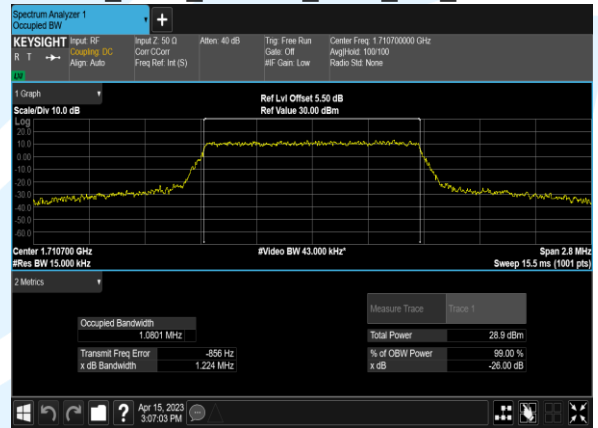 Spectrum Analyzer 1
Occupied BW
+
KEYSIGHT Input: RF Input Z: 50 Ω Atten: 40 dB Trig: Free Run Center Freq: 1.710700000 GHz
R T Coupling: DC Corr CCorr Gate: Off Avg|Hold: 100/100
Align: Auto Freq Ref: Int (S) #IF Gain: Low Radio Std: None
LVI
1 Graph
Ref Lvl Offset 5.50 dB
Scale/Div 10.0 dB Ref Value 30.00 dBm
Log
20.0
10.0
0.00
-10.0
-20.0
-30.0
-40.0
-50.0
-60.0
Center 1.710700 GHz #Video BW 43.000 kHz* Span 2.8 MHz
#Res BW 15.000 kHz Sweep 15.5 ms (1001 pts)
2 Metrics
Measure Trace Trace 1
Occupied Bandwidth
1.0801 MHz Total Power 28.9 dBm
Transmit Freq Error -856 Hz % of OBW Power 99.00 %
x dB Bandwidth 1.224 MHz x dB -26.00 dB
? Apr 15, 2023
3:07:03 PM